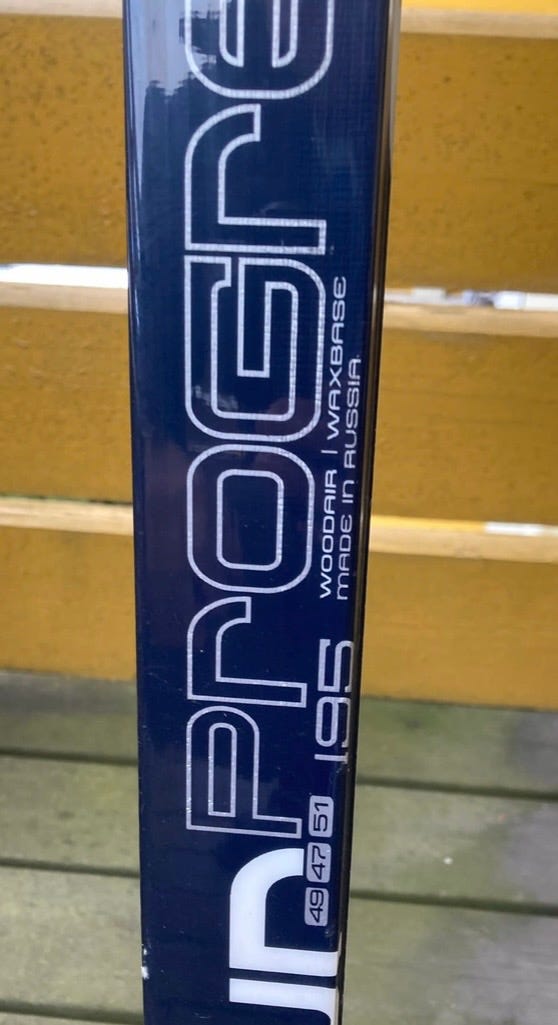 Progre
WOODAIR | WAXBASE
MADE IN RUSSIA
195
49 47 51